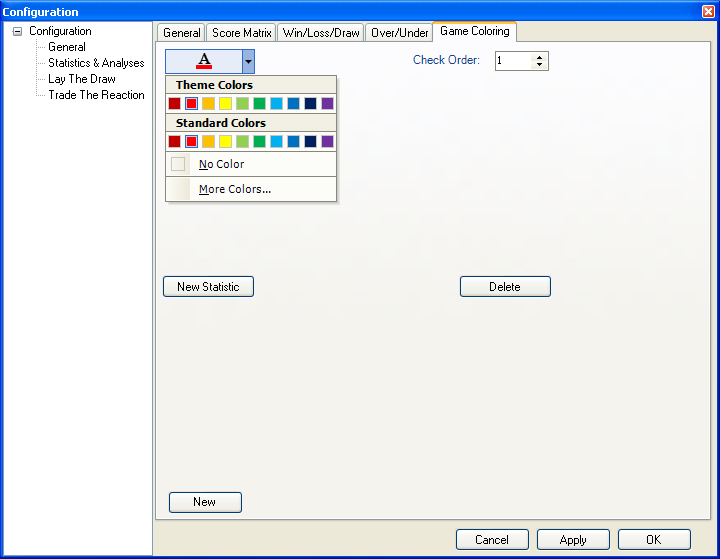 Configuration
Configuration
General
Statistics & Analyses
Lay The Draw
Trade The Reaction
General Score Matrix Win/Loss/Draw Over/Under Game Coloring
A
Check Order: 1
Theme Colors
Standard Colors
No Color
More Colors...
New Statistic Delete
New
Cancel Apply OK